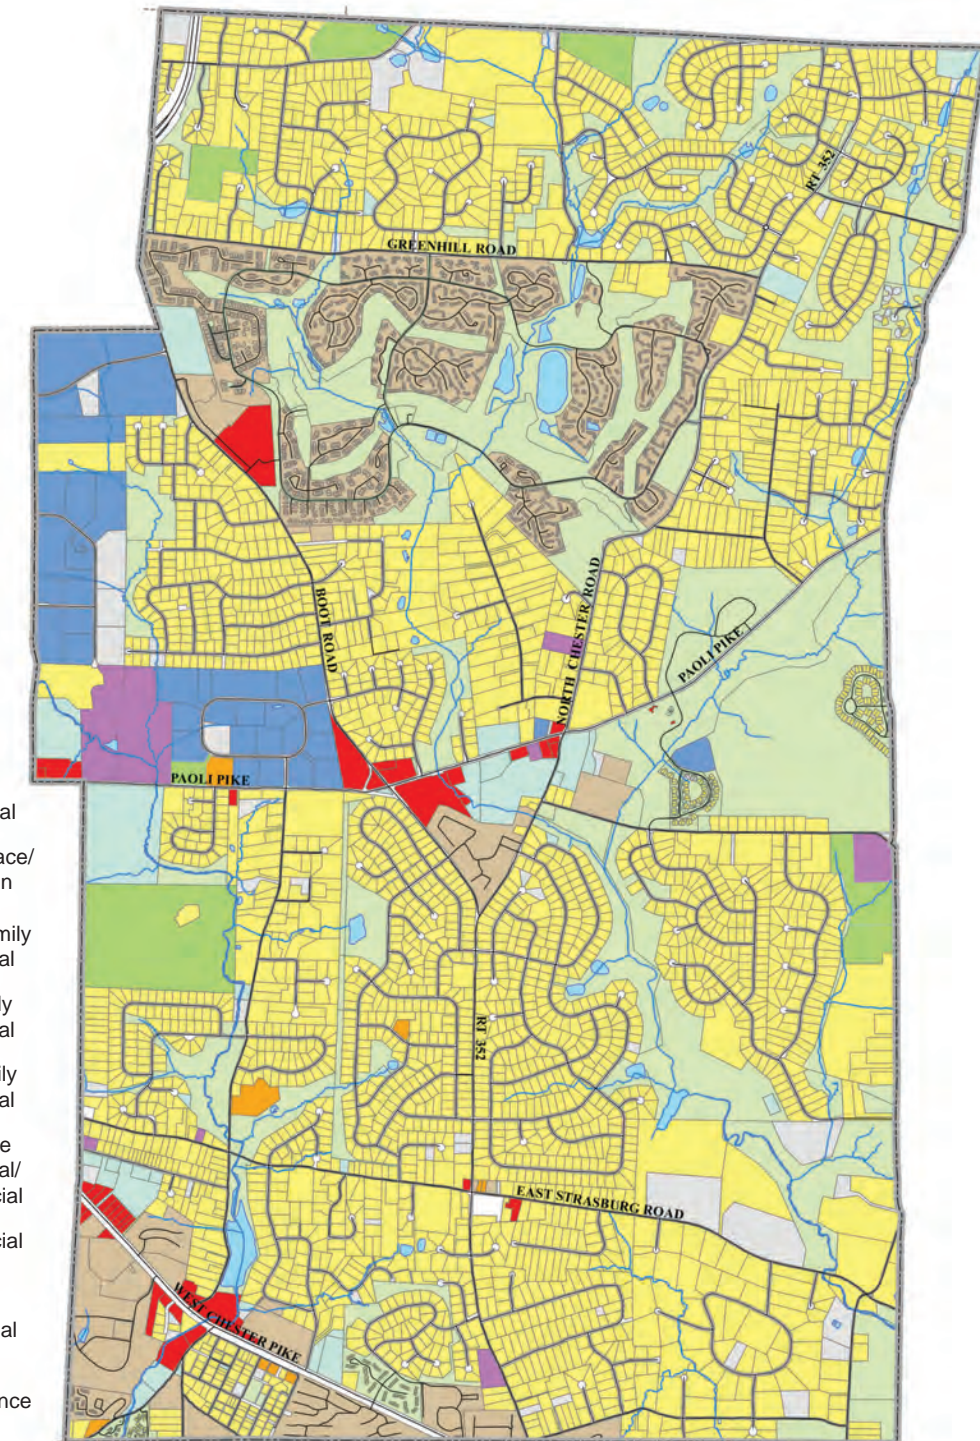 RT 352
GREENHILL ROAD
BOOT ROAD
NORTH CHESTER ROAD
PAOLI PIKE
PAOLI PIKE
al
ace/
n
mily
al
ly
al
ily
al
e
al/
cial
cial
al
nce
RT 352
EAST STRASBURG ROAD
WEST CHESTER PIKE